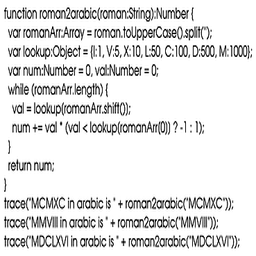 function roman2arabic(roman:String):Number {
var romanArr:Array = roman.toUpperCase().split('');
var lookup:Object = {I:1, V:5, X:10, L:50, C:100, D:500, M:1000};
var num:Number = 0, val:Number = 0;
while (romanArr.length) {
val = lookup(romanArr.shift());
num += val * (val < lookup(romanArr(0)) ? -1 : 1);
}
return num;
}
trace("MCMXC in arabic is " + roman2arabic("MCMXC"));
trace("MMVIII in arabic is " + roman2arabic("MMVIII"));
trace("MDCLXVI in arabic is " + roman2arabic("MDCLXVI"));